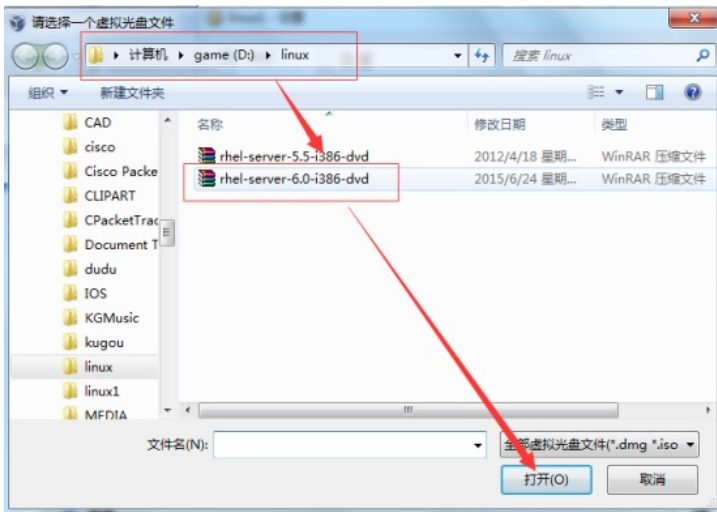 请选择一个虚拟光盘文件
计算机 ▸ game (D:) ▸ linux
搜索 linux
组织 新建文件夹
名称 修改日期 类型
CAD
cisco
Cisco Packe
CLIPART
CPacketTrac
Document T
dudu
IOS
KGMusic
kugou
linux
linux1
MEDIA
rhel-server-5.5-i386-dvd 2012/4/18 星期... WinRAR 压缩文件
rhel-server-6.0-i386-dvd 2015/6/24 星期... WinRAR 压缩文件
文件名(N): 全部虚拟光盘文件(*.dmg *.iso
打开(O) 取消